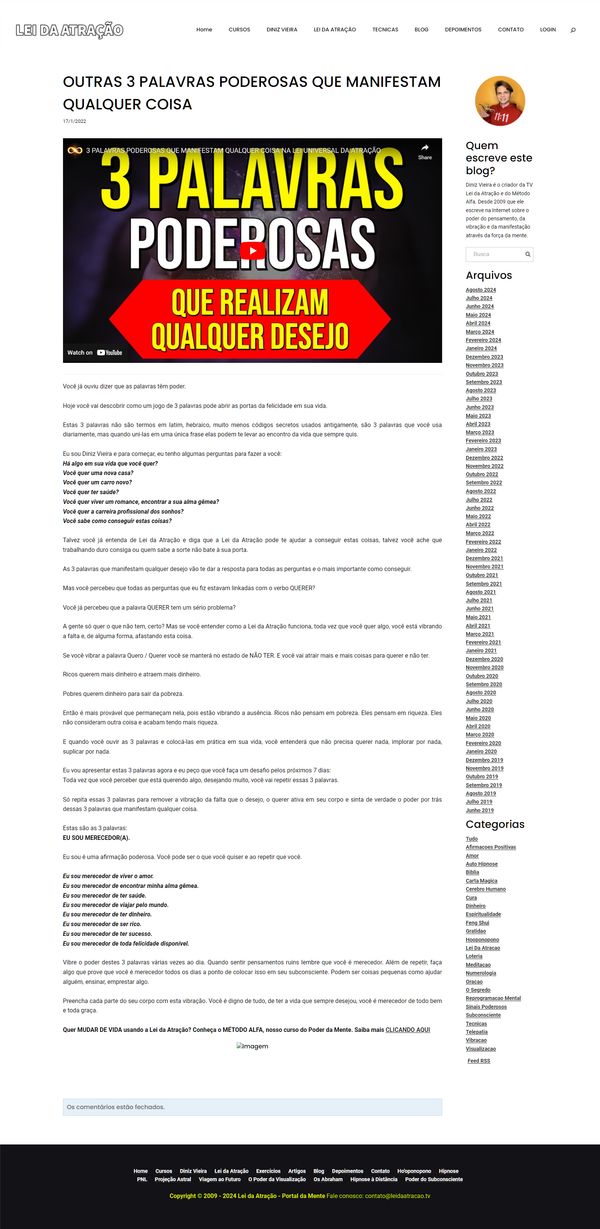 LEI DA ATRAÇÃO
Home CURSOS DINIZ VIEIRA LEI DA ATRAÇÃO TECNICAS BLOG DEPOIMENTOS CONTATO LOGIN
OUTRAS 3 PALAVRAS PODEROSAS QUE MANIFESTAM
QUALQUER COISA
17/1/2022
3 PALAVRAS PODEROSAS QUE MANIFESTAM QUALQUER COISA NA LEI UNIVERSAL DA ATRAÇÃO
Share
3 PALAVRAS
PODEROSAS
QUE REALIZAM
QUALQUER DESEJO
Watch on YouTube
Você já ouviu dizer que as palavras têm poder.
Hoje você vai descobrir como um jogo de 3 palavras pode abrir as portas da felicidade em sua vida.
Estas 3 palavras não são termos em latim, hebraico, muito menos códigos secretos usados antigamente, são 3 palavras que você usa
diariamente, mas quando uni-las em uma única frase elas podem te levar ao encontro da vida que sempre quis.
Eu sou Diniz Vieira e para começar, eu tenho algumas perguntas para fazer a você:
Há algo em sua vida que você quer?
Você quer uma nova casa?
Você quer um carro novo?
Você quer ter saúde?
Você quer viver um romance, encontrar a sua alma gêmea?
Você quer a carreira profissional dos sonhos?
Você sabe como conseguir estas coisas?
Talvez você já entenda de Lei da Atração e diga que a Lei da Atração pode te ajudar a conseguir estas coisas, talvez você ache que
trabalhando duro consiga ou quem sabe a sorte não bate à sua porta.
As 3 palavras que manifestam qualquer desejo vão te dar a resposta para todas as perguntas e o mais importante como conseguir.
Mas você percebeu que todas as perguntas que eu fiz estavam linkadas com o verbo QUERER?
Você já percebeu que a palavra QUERER tem um sério problema?
A gente só quer o que não tem, certo? Mas se você entender como a Lei da Atração funciona, toda vez que você quer algo, você está vibrando
a falta e, de alguma forma, afastando esta coisa.
Se você vibrar a palavra Quero / Querer você se manterá no estado de NÃO TER. E você vai atrair mais e mais coisas para querer e não ter.
Ricos querem mais dinheiro e atraem mais dinheiro.
Pobres querem dinheiro para sair da pobreza.
Então é mais provável que permaneçam nela, pois estão vibrando a ausência. Ricos não pensam em pobreza. Eles pensam em riqueza. Eles
não consideram outra coisa e acabam tendo mais riqueza.
E quando você ouvir as 3 palavras e colocá-las em prática em sua vida, você entenderá que não precisa querer nada, implorar por nada,
suplicar por nada.
Eu vou apresentar estas 3 palavras agora e eu peço que você faça um desafio pelos próximos 7 dias:
Toda vez que você perceber que está querendo algo, desejando muito, você vai repetir essas 3 palavras.
Só repita essas 3 palavras para remover a vibração da falta que o desejo, o querer ativa em seu corpo e sinta de verdade o poder por trás
dessas 3 palavras que manifestam qualquer coisa.
Estas são as 3 palavras:
EU SOU MERECEDOR(A).
Eu sou é uma afirmação poderosa. Você pode ser o que você quiser e ao repetir que você.
Eu sou merecedor de viver o amor.
Eu sou merecedor de encontrar minha alma gêmea.
Eu sou merecedor de ter saúde.
Eu sou merecedor de viajar pelo mundo.
Eu sou merecedor de ter dinheiro.
Eu sou merecedor de ser rico.
Eu sou merecedor de ter sucesso.
Eu sou merecedor de toda felicidade disponível.
Vibre o poder destes 3 palavras várias vezes ao dia. Quando sentir pensamentos ruins lembre que você é merecedor. Além de repetir, faça
algo que prove que você é merecedor todos os dias a ponto de colocar isso em seu subconsciente. Podem ser coisas pequenas como ajudar
alguém, ensinar, emprestar algo.
Preencha cada parte do seu corpo com esta vibração. Você é digno de tudo, de ter a vida que sempre desejou, você é merecedor de todo bem
e toda graça.
Quer MUDAR DE VIDA usando a Lei da Atração? Conheça o MÉTODO ALFA, nosso curso do Poder da Mente. Saiba mais CLICANDO AQUI
Imagem
Os comentários estão fechados.
11:11
Quem
escreve este
blog?
Diniz Vieira é o criador da TV
Lei da Atração e do Método
Alfa. Desde 2009 que ele
escreve na Internet sobre o
poder do pensamento, da
vibração e da manifestação
através da força da mente.
Busca
Arquivos
Agosto 2024
Julho 2024
Junho 2024
Maio 2024
Abril 2024
Março 2024
Fevereiro 2024
Janeiro 2024
Dezembro 2023
Novembro 2023
Outubro 2023
Setembro 2023
Agosto 2023
Julho 2023
Junho 2023
Maio 2023
Abril 2023
Março 2023
Fevereiro 2023
Janeiro 2023
Dezembro 2022
Novembro 2022
Outubro 2022
Setembro 2022
Agosto 2022
Julho 2022
Junho 2022
Maio 2022
Abril 2022
Março 2022
Fevereiro 2022
Janeiro 2022
Dezembro 2021
Novembro 2021
Outubro 2021
Setembro 2021
Agosto 2021
Julho 2021
Junho 2021
Maio 2021
Abril 2021
Março 2021
Fevereiro 2021
Janeiro 2021
Dezembro 2020
Novembro 2020
Outubro 2020
Setembro 2020
Agosto 2020
Julho 2020
Junho 2020
Maio 2020
Abril 2020
Março 2020
Fevereiro 2020
Janeiro 2020
Dezembro 2019
Novembro 2019
Outubro 2019
Setembro 2019
Agosto 2019
Julho 2019
Junho 2019
Categorias
Tudo
Afirmacoes Positivas
Amor
Auto Hipnose
Bíblia
Carta Magica
Cerebro Humano
Cura
Dinheiro
Espiritualidade
Feng Shui
Gratidao
Hooponopono
Lei Da Atracao
Loteria
Meditacao
Numerologia
Oracao
O Segredo
Reprogramacao Mental
Sinais Poderosos
Subconsciente
Tecnicas
Telepatia
Vibracao
Visualizacao
Feed RSS
Home Cursos Diniz Vieira Lei da Atração Exercícios Artigos Blog Depoimentos Contato Ho'oponopono Hipnose
PNL Projeção Astral Viagem ao Futuro O Poder da Visualização Os Abraham Hipnose à Distância Poder do Subconsciente
Copyright © 2009 - 2024 Lei da Atração - Portal da Mente Fale conosco: contato@leidaatracao.tv